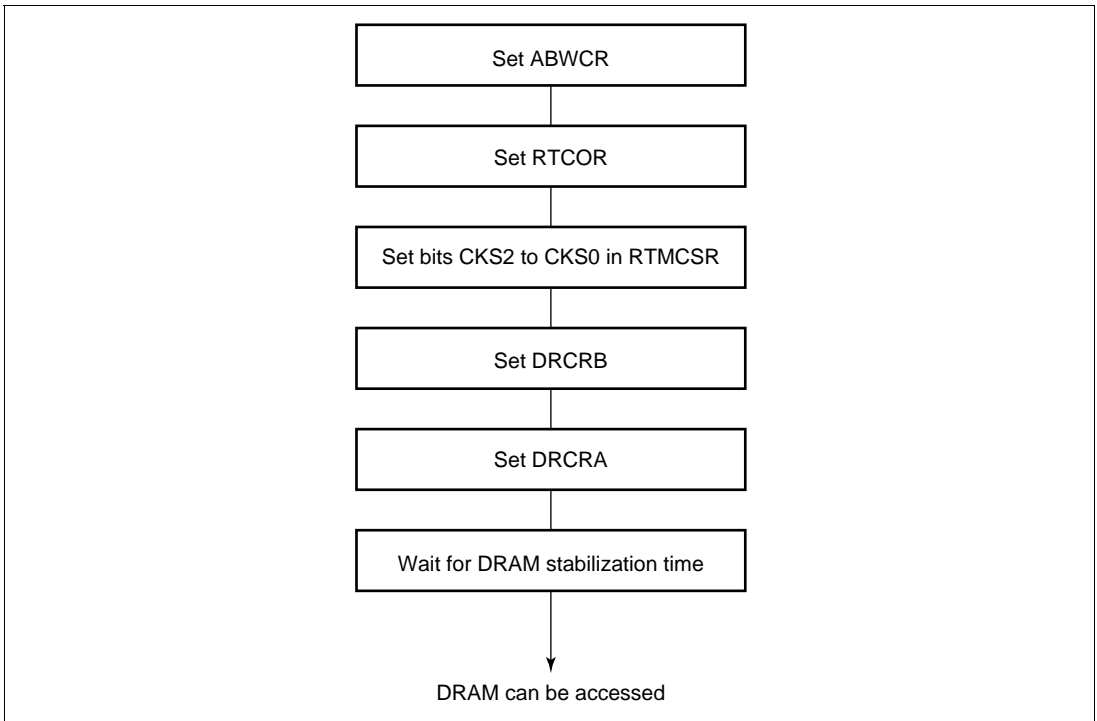 Set ABWCR
Set RTCOR
Set bits CKS2 to CKS0 in RTMCSR
Set DRCRB
Set DRCRA
Wait for DRAM stabilization time
DRAM can be accessed